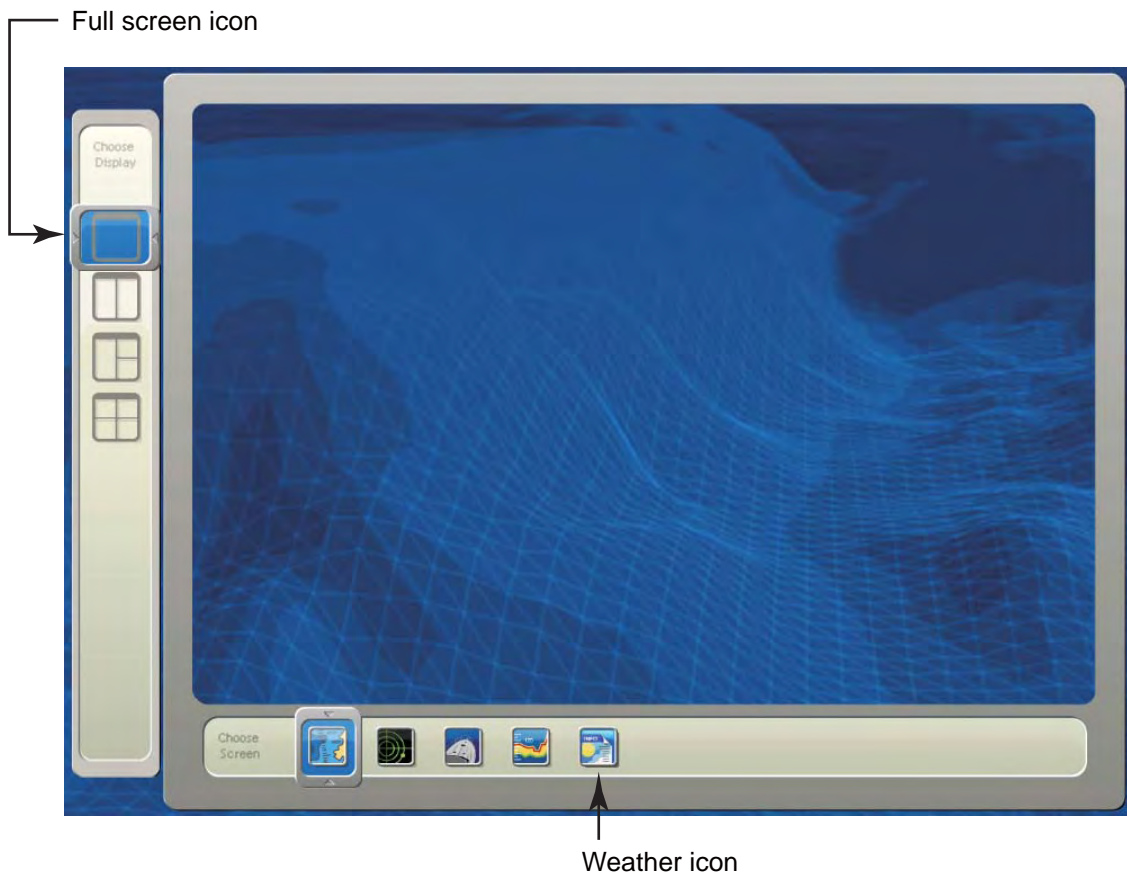 Full screen icon
Choose
Display
Choose
Screen
Weather icon